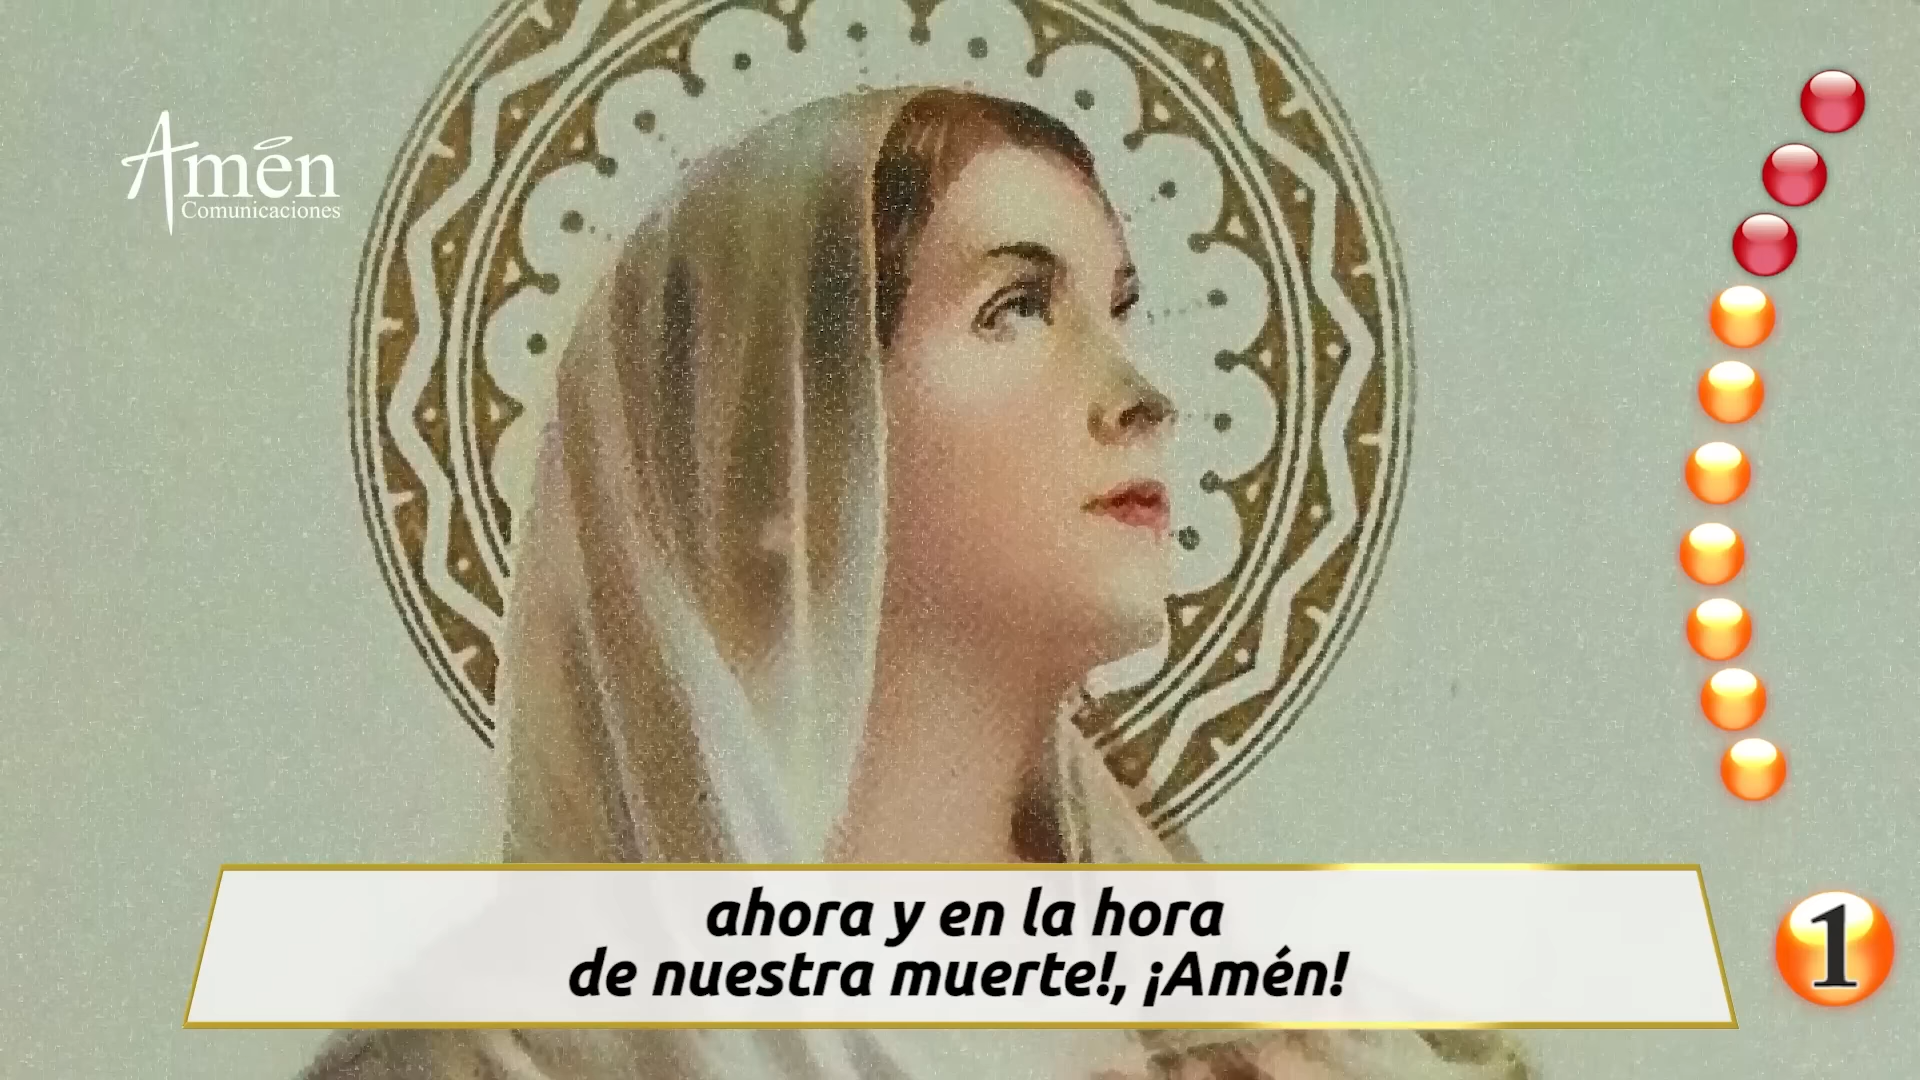 Amén
Comunicaciones
ahora y en la hora
de nuestra muerte!, ¡Amén!
1